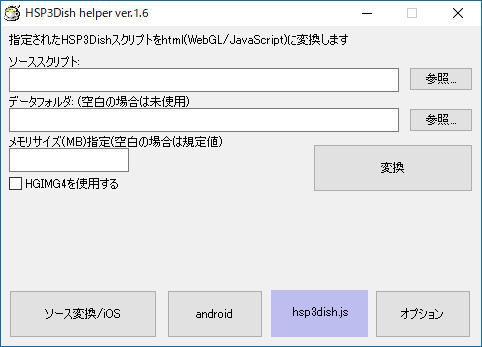 HSP3Dish helper ver.1.6
指定されたHSP3Dishスクリプトをhtml(WebGL/JavaScript)に変換します
ソーススクリプト:
参照...
データフォルダ: (空白の場合は未使用)
参照...
メモリサイズ(MB)指定(空白の場合は規定値)
変換
HGIMG4を使用する
ソース変換/iOS
android
hsp3dish.js
オプション